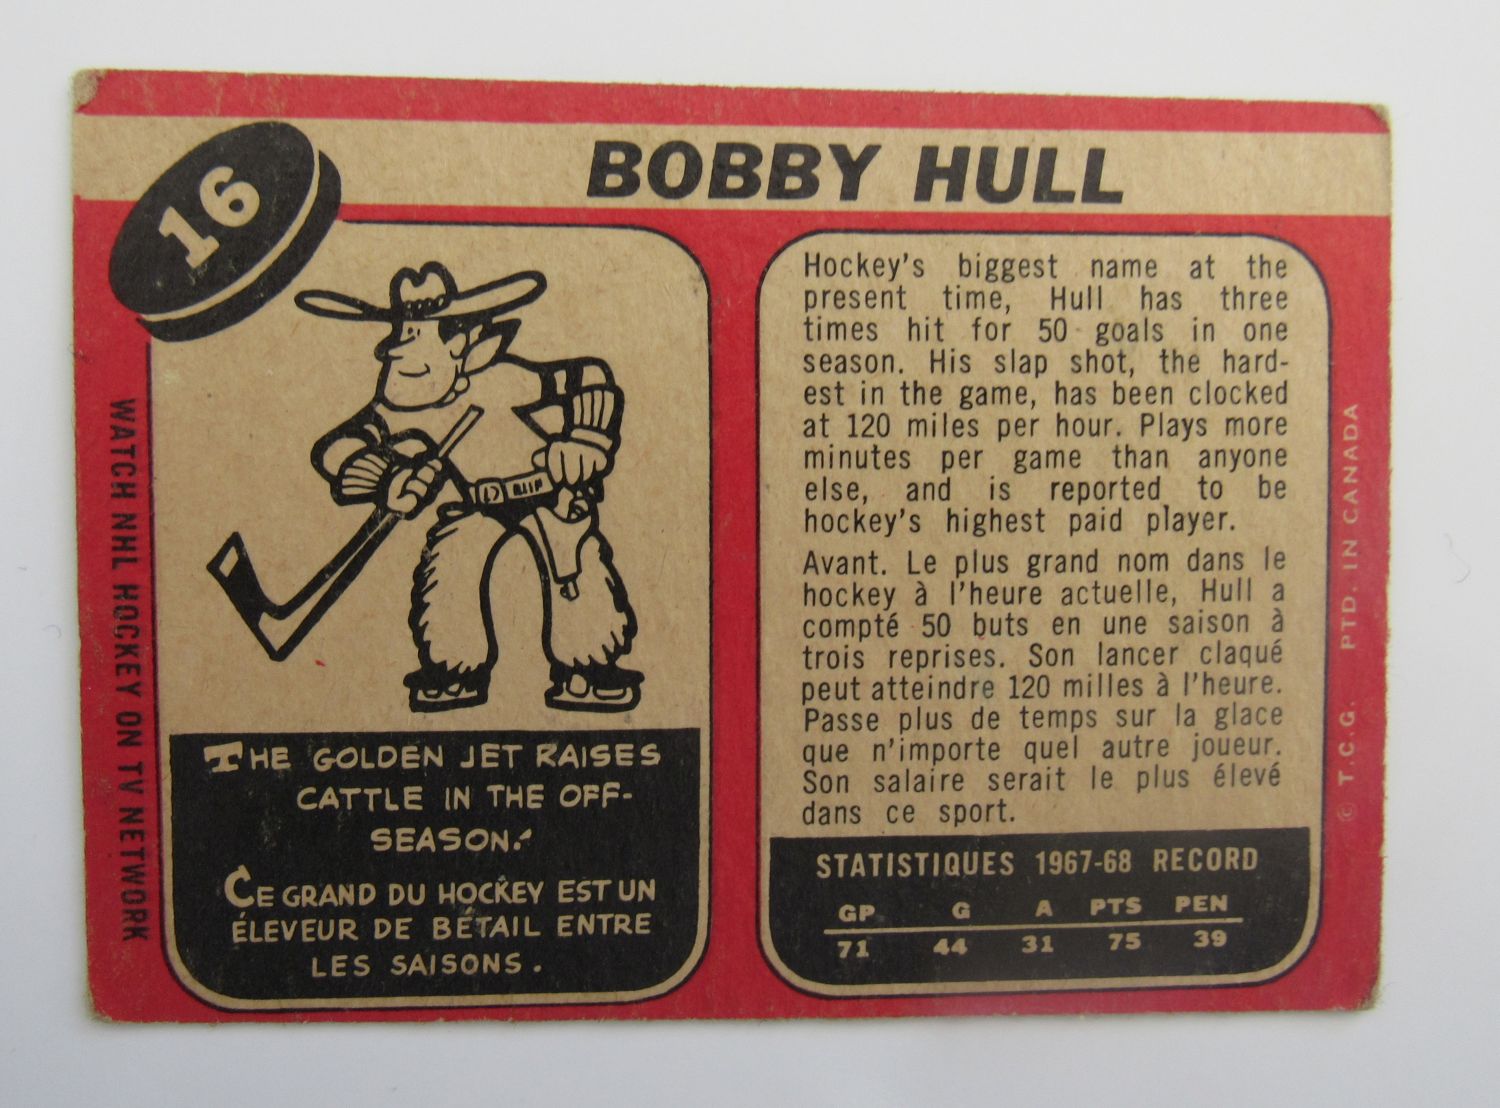 16
BOBBY HULL
WATCH NHL HOCKEY ON TV NETWORK
THE GOLDEN JET RAISES
CATTLE IN THE OFF-
SEASON.
CE GRAND DU HOCKEY EST UN
ÉLEVEUR DE BÉTAIL ENTRE
LES SAISONS.
Hockey's biggest name at the
present time, Hull has three
times hit for 50 goals in one
season. His slap shot, the hard-
est in the game, has been clocked
at 120 miles per hour. Plays more
minutes per game than anyone
else, and is reported to be
hockey's highest paid player.
Avant. Le plus grand nom dans le
hockey à l'heure actuelle, Hull a
compté 50 buts en une saison à
trois reprises. Son lancer claqué
peut atteindre 120 milles à l'heure.
Passe plus de temps sur la glace
que n'importe quel autre joueur.
Son salaire serait le plus élevé
dans ce sport.
STATISTIQUES 1967-68 RECORD
GP G A PTS PEN
71 44 31 75 39
© T.C.G. PTD. IN CANADA